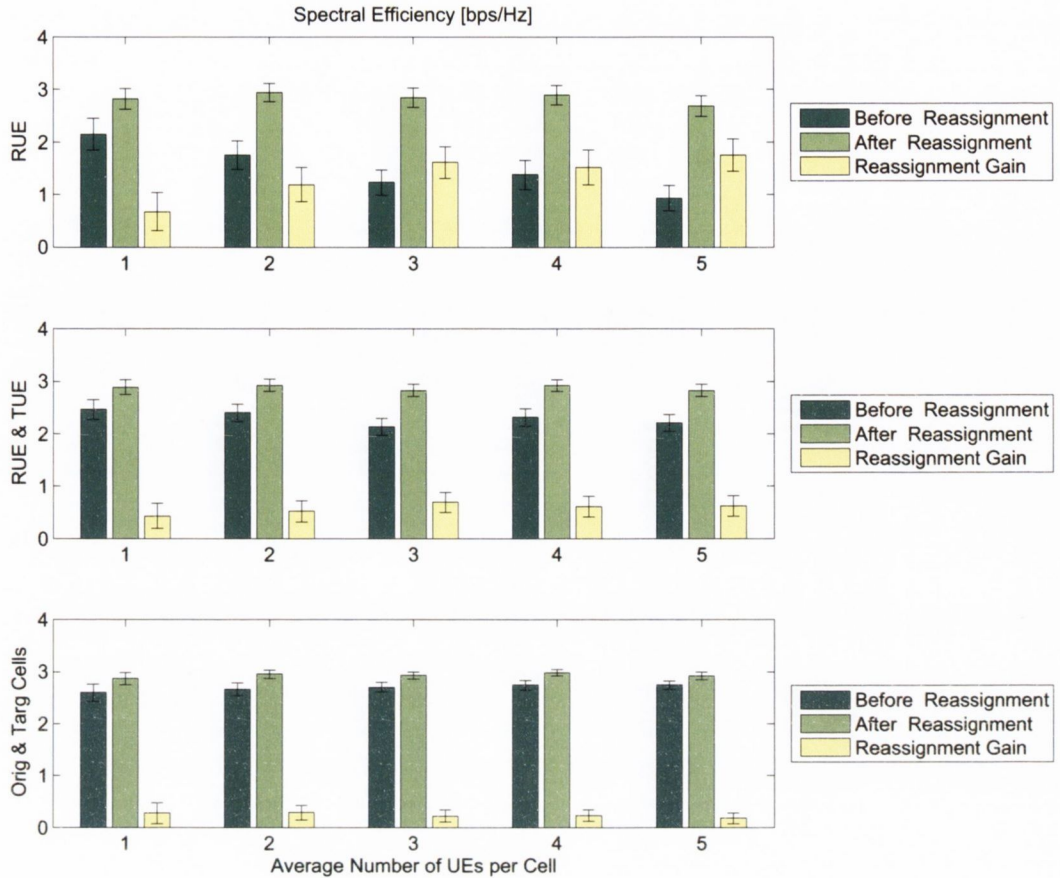 Spectral Efficiency [bps/Hz]
4
3
2
1
0
RUE
1 2 3 4 5
Before Reassignment
After Reassignment
Reassignment Gain
4
3
2
1
0
RUE & TUE
1 2 3 4 5
Before Reassignment
After Reassignment
Reassignment Gain
4
3
2
1
0
Orig & Targ Cells
1 2 3 4 5
Average Number of UEs per Cell
Before Reassignment
After Reassignment
Reassignment Gain